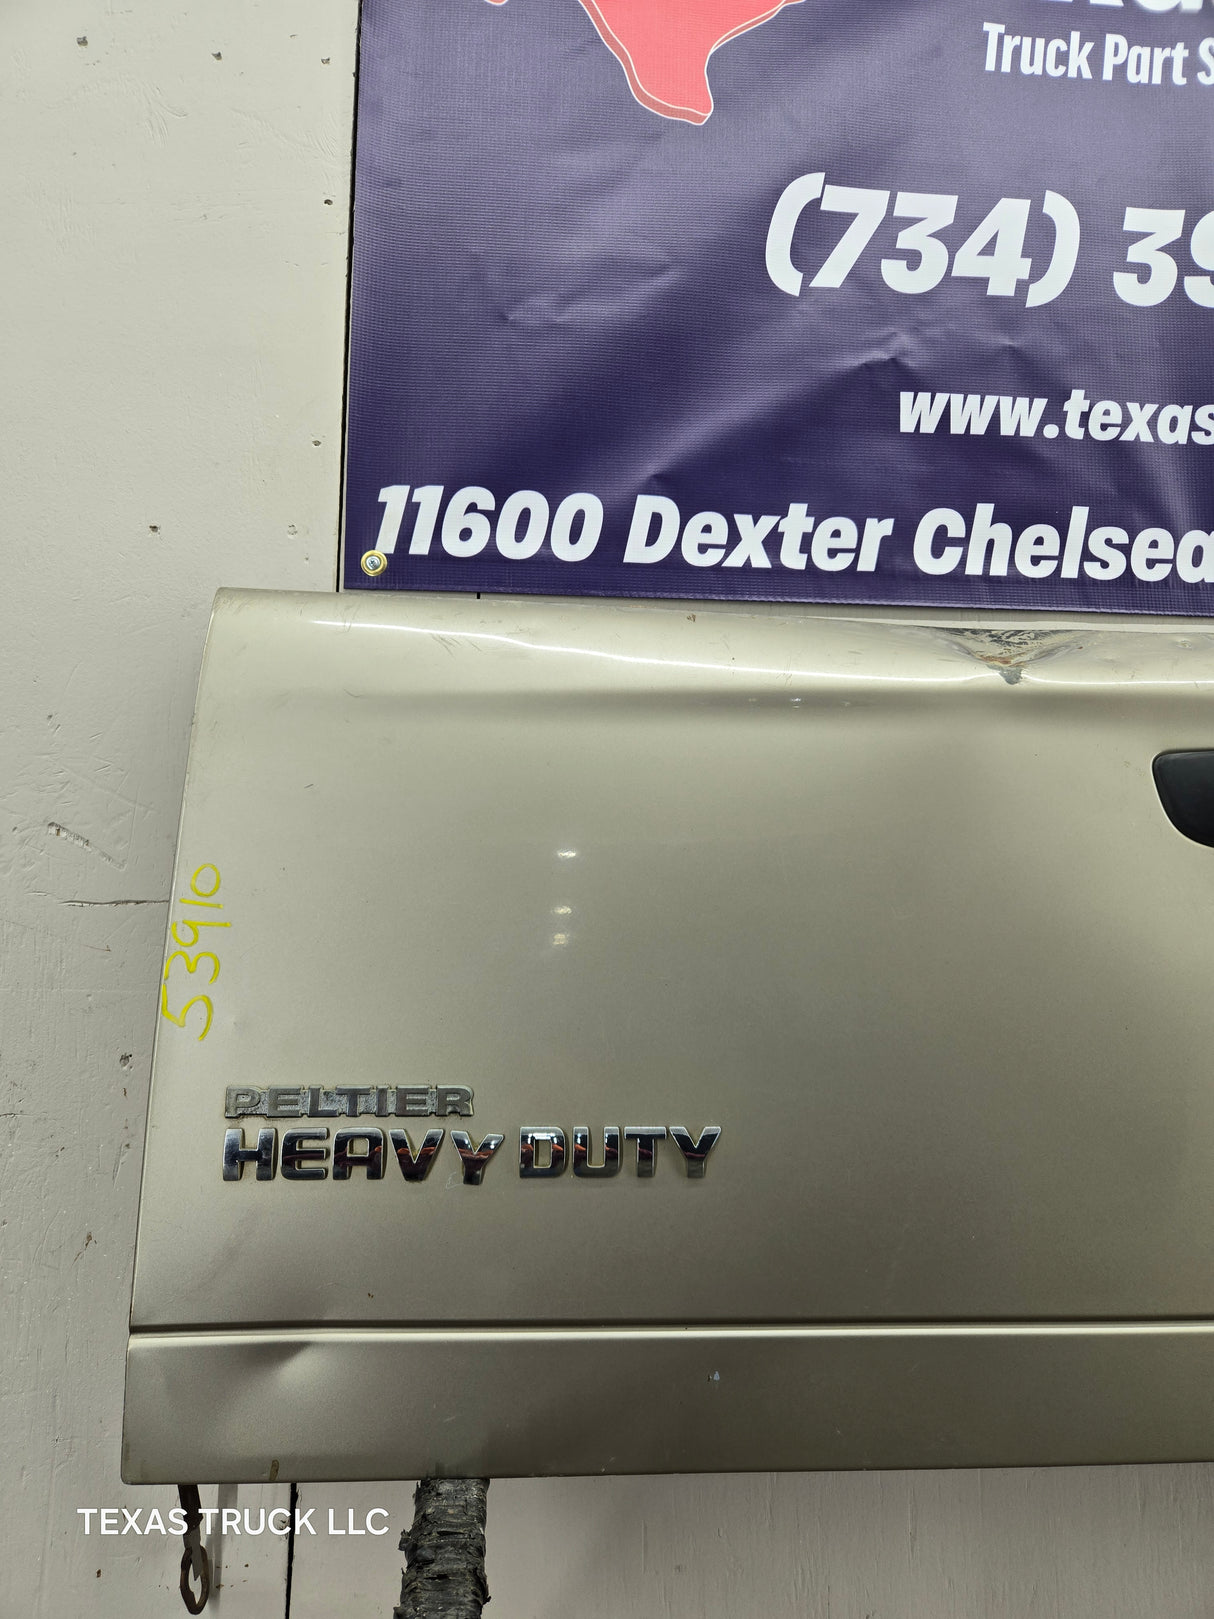 Truck Part
(734) 39
www.texas
11600 Dexter Chelsea
53910
PELTIER
HEAVY DUTY
TEXAS TRUCK LLC